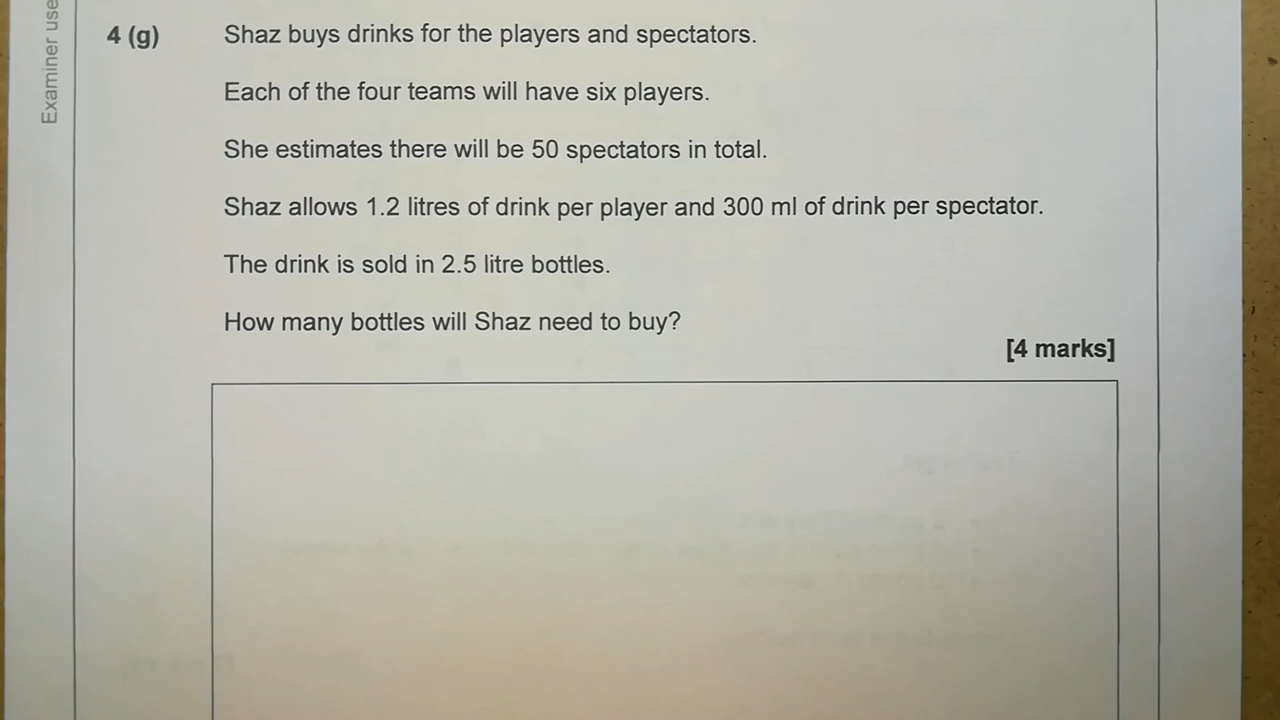 Examiner use
4 (g) Shaz buys drinks for the players and spectators.
Each of the four teams will have six players.
She estimates there will be 50 spectators in total.
Shaz allows 1.2 litres of drink per player and 300 ml of drink per spectator.
The drink is sold in 2.5 litre bottles.
How many bottles will Shaz need to buy?
[4 marks]